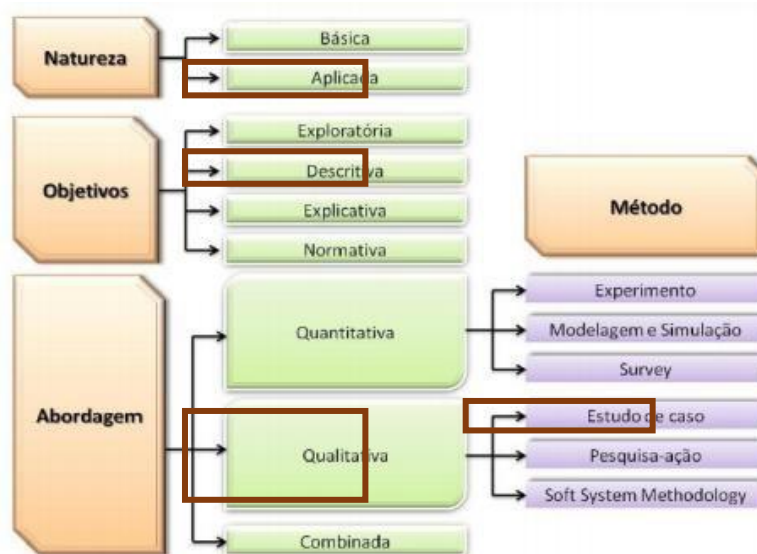 Natureza
Básica
Aplicada
Objetivos
Exploratória
Descritiva
Explicativa
Normativa
Método
Abordagem
Quantitativa
Experimento
Modelagem e Simulação
Survey
Qualitativa
Estudo de caso
Pesquisa-ação
Soft System Methodology
Combinada